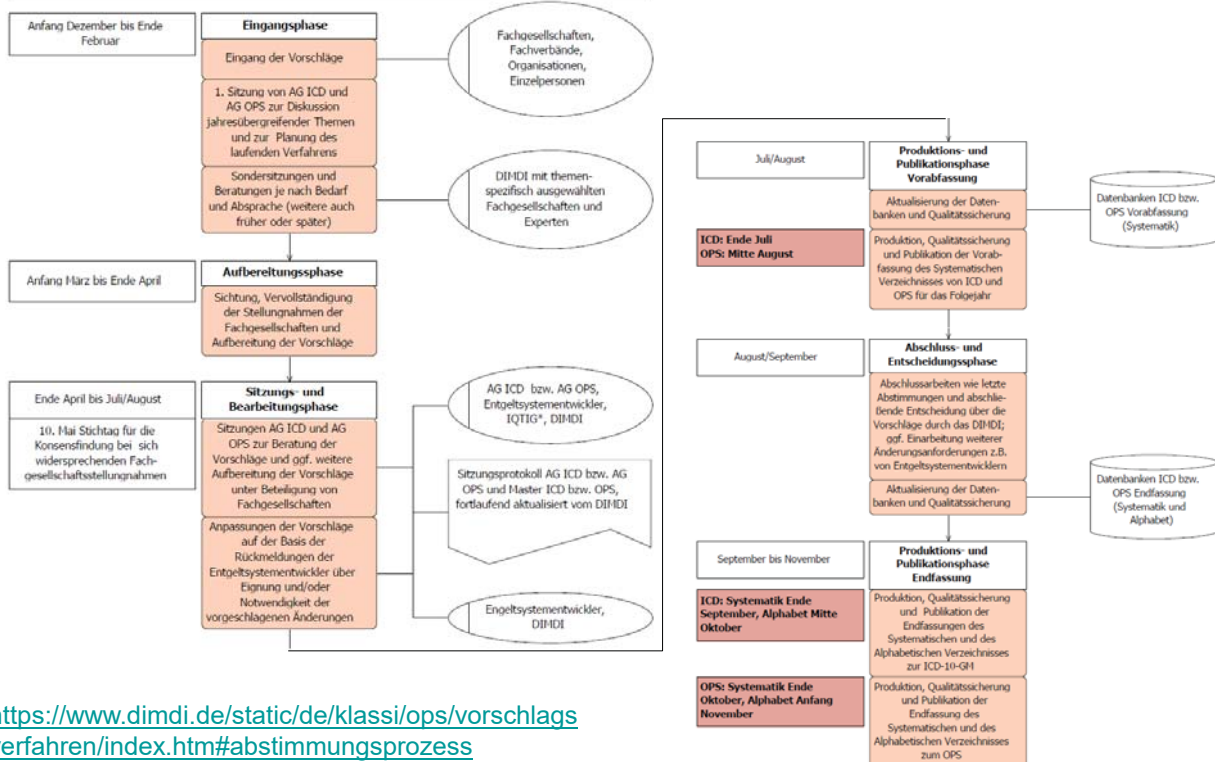 Anfang Dezember bis Ende
Februar
Eingangsphase
Eingang der Vorschläge
Fachgesellschaften,
Fachverbände,
Organisationen,
Einzelpersonen
1. Sitzung von AG ICD und
AG OPS zur Diskussion
jahresübergreifender Themen
und zur Planung des
laufenden Verfahrens
Sondersitzungen und
Beratungen je nach Bedarf
und Absprache (weitere auch
früher oder später)
DIMDI mit themen-
spezifisch ausgewählten
Fachgesellschaften und
Experten
Anfang März bis Ende April
Aufbereitungssphase
Sichtung, Vervollständigung
der Stellungnahmen der
Fachgesellschaften und
Aufbereitung der Vorschläge
Ende April bis Juli/August
10. Mai Stichtag für die
Konsensfindung bei sich
widersprechenden Fach-
gesellschaftsstellungnahmen
Sitzungs- und
Bearbeitungsphase
Sitzungen AG ICD und AG
OPS zur Beratung der
Vorschläge und ggf. weitere
Aufbereitung der Vorschläge
unter Beteiligung von
Fachgesellschaften
AG ICD bzw. AG OPS,
Entgeltsystementwickler,
IQTIG*, DIMDI
Sitzungsprotokoll AG ICD bzw. AG
OPS und Master ICD bzw. OPS,
fortlaufend aktualisiert vom DIMDI
Anpassungen der Vorschläge
auf der Basis der
Rückmeldungen der
Entgeltsystementwickler über
Eignung und/oder
Notwendigkeit der
vorgeschlagenen Änderungen
Engeltsystementwickler,
DIMDI
Juli/August
Produktions- und
Publikationsphase
Vorabfassung
Aktualisierung der Daten-
banken und Qualitätssicherung
Datenbanken ICD bzw.
OPS Vorabfassung
(Systematik)
ICD: Ende Juli
OPS: Mitte August
Produktion, Qualitätssicherung
und Publikation der Vorab-
fassung des Systematischen
Verzeichnisses von ICD und
OPS für das Folgejahr
August/September
Abschluss- und
Entscheidungssphase
Abschlussarbeiten wie letzte
Abstimmungen und abschlie-
ßende Entscheidung über die
Vorschläge durch das DIMDI;
ggf. Einarbeitung weiterer
Änderungsanforderungen z.B.
von Entgeltsystementwicklern
Aktualisierung der Daten-
banken und Qualitätssicherung
Datenbanken ICD bzw.
OPS Endfassung
(Systematik und
Alphabet)
September bis November
Produktions- und
Publikationsphase
Endfassung
ICD: Systematik Ende
September, Alphabet Mitte
Oktober
Produktion, Qualitätssicherung
und Publikation der
Endfassungen des
Systematischen und des
Alphabetischen Verzeichnisses
zur ICD-10-GM
OPS: Systematik Ende
Oktober, Alphabet Anfang
November
Produktion, Qualitätssicherung
und Publikation der
Endfassung des
Systematischen und des
Alphabetischen Verzeichnisses
zum OPS
https://www.dimdi.de/static/de/klassi/ops/vorschlags
verfahren/index.htm#abstimmungsprozess